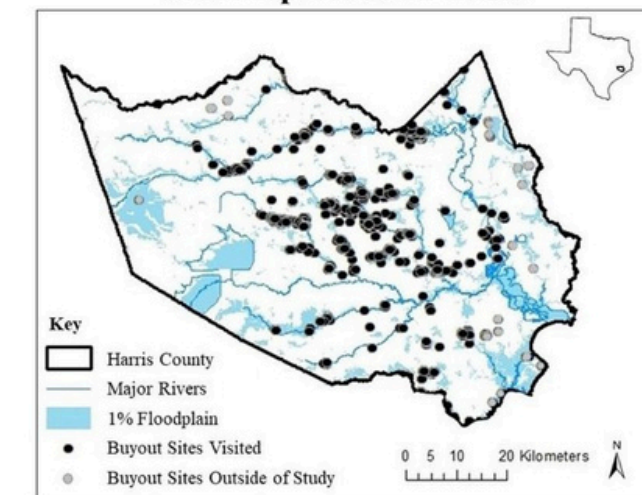 Key
Harris County
Major Rivers
1% Floodplain
Buyout Sites Visited
Buyout Sites Outside of Study
0 5 10 20 Kilometers
N